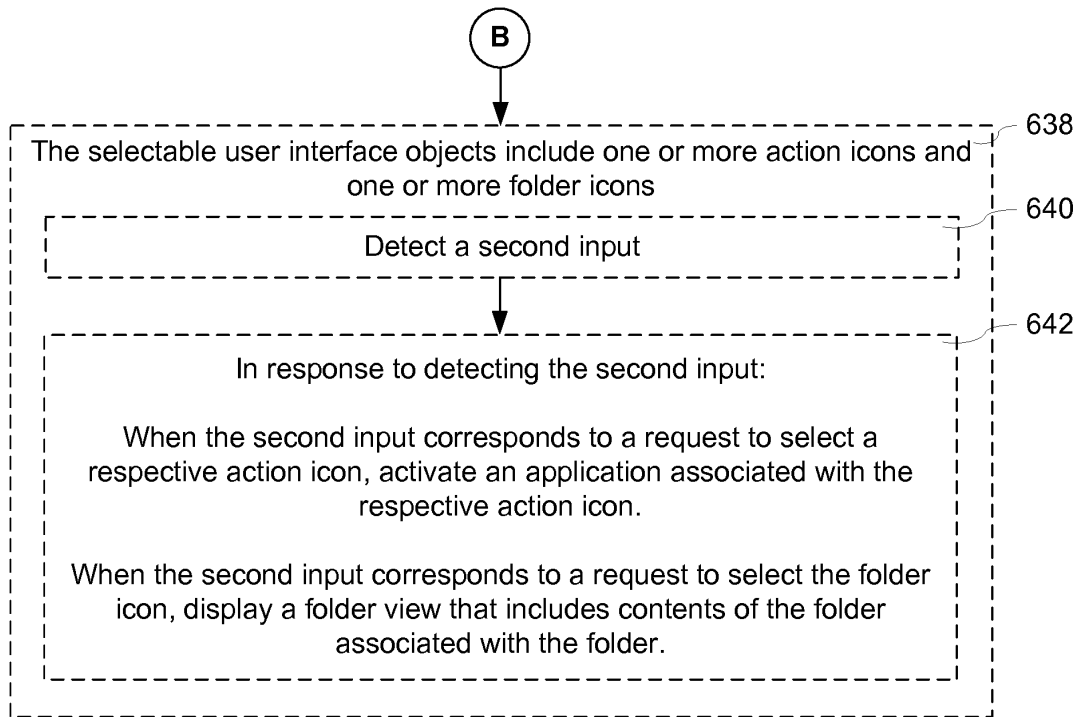 B
638
The selectable user interface objects include one or more action icons and
one or more folder icons
640
Detect a second input
642
In response to detecting the second input:
When the second input corresponds to a request to select a
respective action icon, activate an application associated with the
respective action icon.
When the second input corresponds to a request to select the folder
icon, display a folder view that includes contents of the folder
associated with the folder.